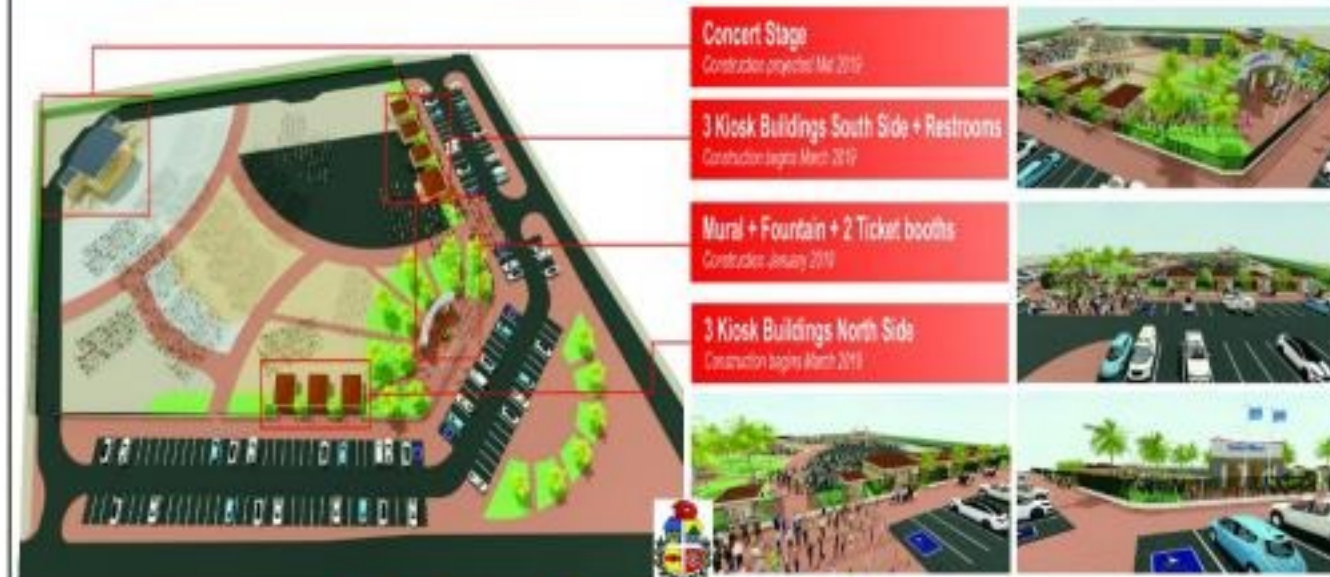 Concert Stage
Construction projected Mid 2019
3 Kiosk Buildings South Side + Restrooms
Construction begins March 2019
Mural + Fountain + 2 Ticket booths
Construction January 2019
3 Kiosk Buildings North Side
Construction begins March 2019